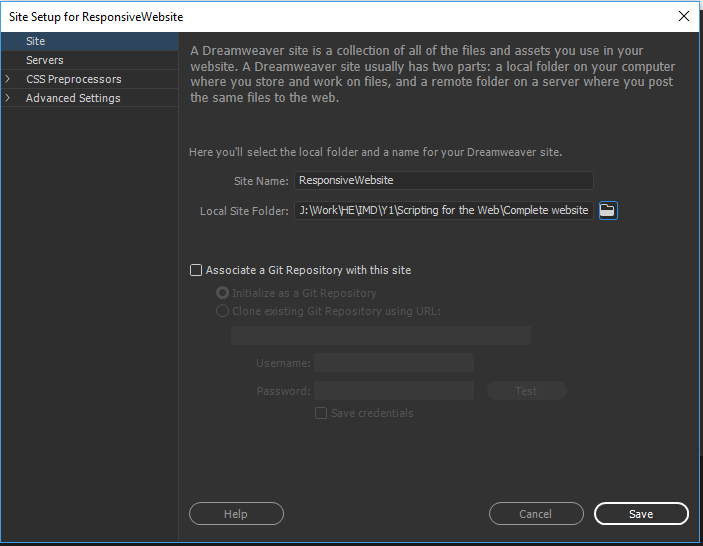 Site Setup for ResponsiveWebsite
Site
Servers
CSS Preprocessors
Advanced Settings
A Dreamweaver site is a collection of all of the files and assets you use in your
website. A Dreamweaver site usually has two parts: a local folder on your computer
where you store and work on files, and a remote folder on a server where you post
the same files to the web.
Here you'll select the local folder and a name for your Dreamweaver site.
Site Name: ResponsiveWebsite
Local Site Folder: J:\Work\HE\IMD\Y1\Scripting for the Web\Complete website
Associate a Git Repository with this site
Initialize as a Git Repository
Clone existing Git Repository using URL:
Username:
Password:
Test
Save credentials
Help
Cancel
Save